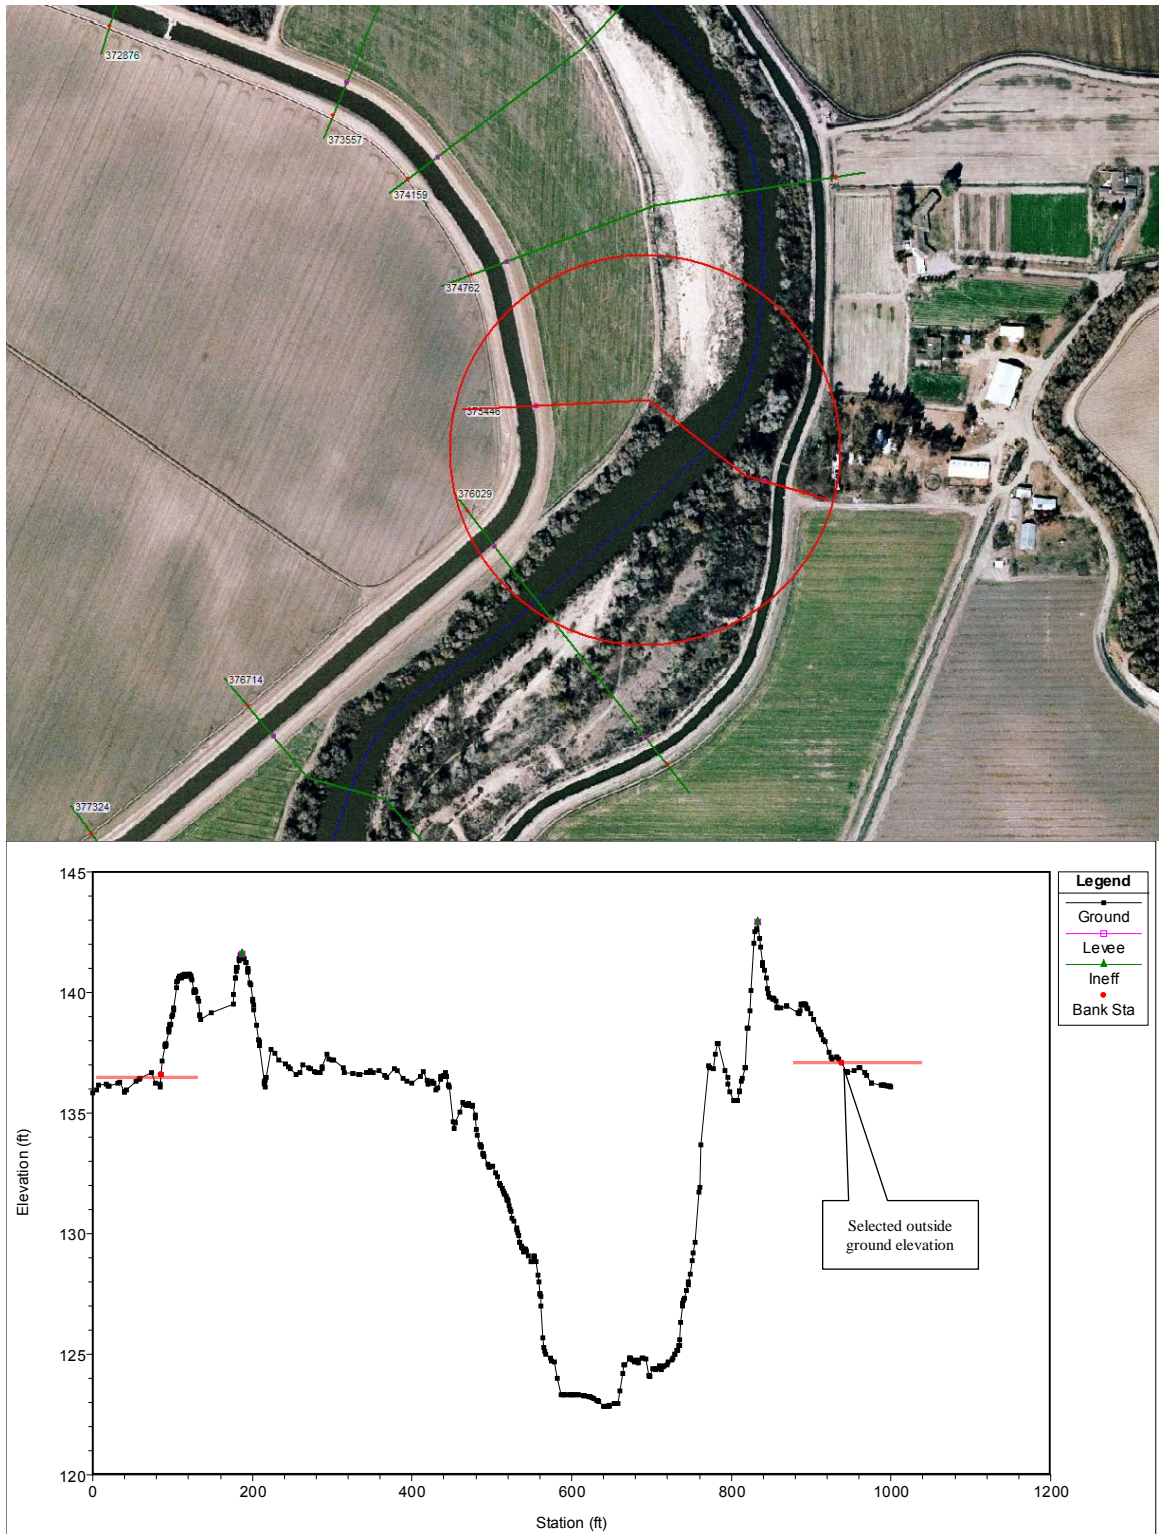 372876
373557
374159
374762
375446
376029
376714
377324
145
140
135
130
125
120
0
200
400
600
800
1000
1200
Elevation (ft)
Station (ft)
Selected outside
ground elevation
Legend
Ground
Levee
Ineff
Bank Sta